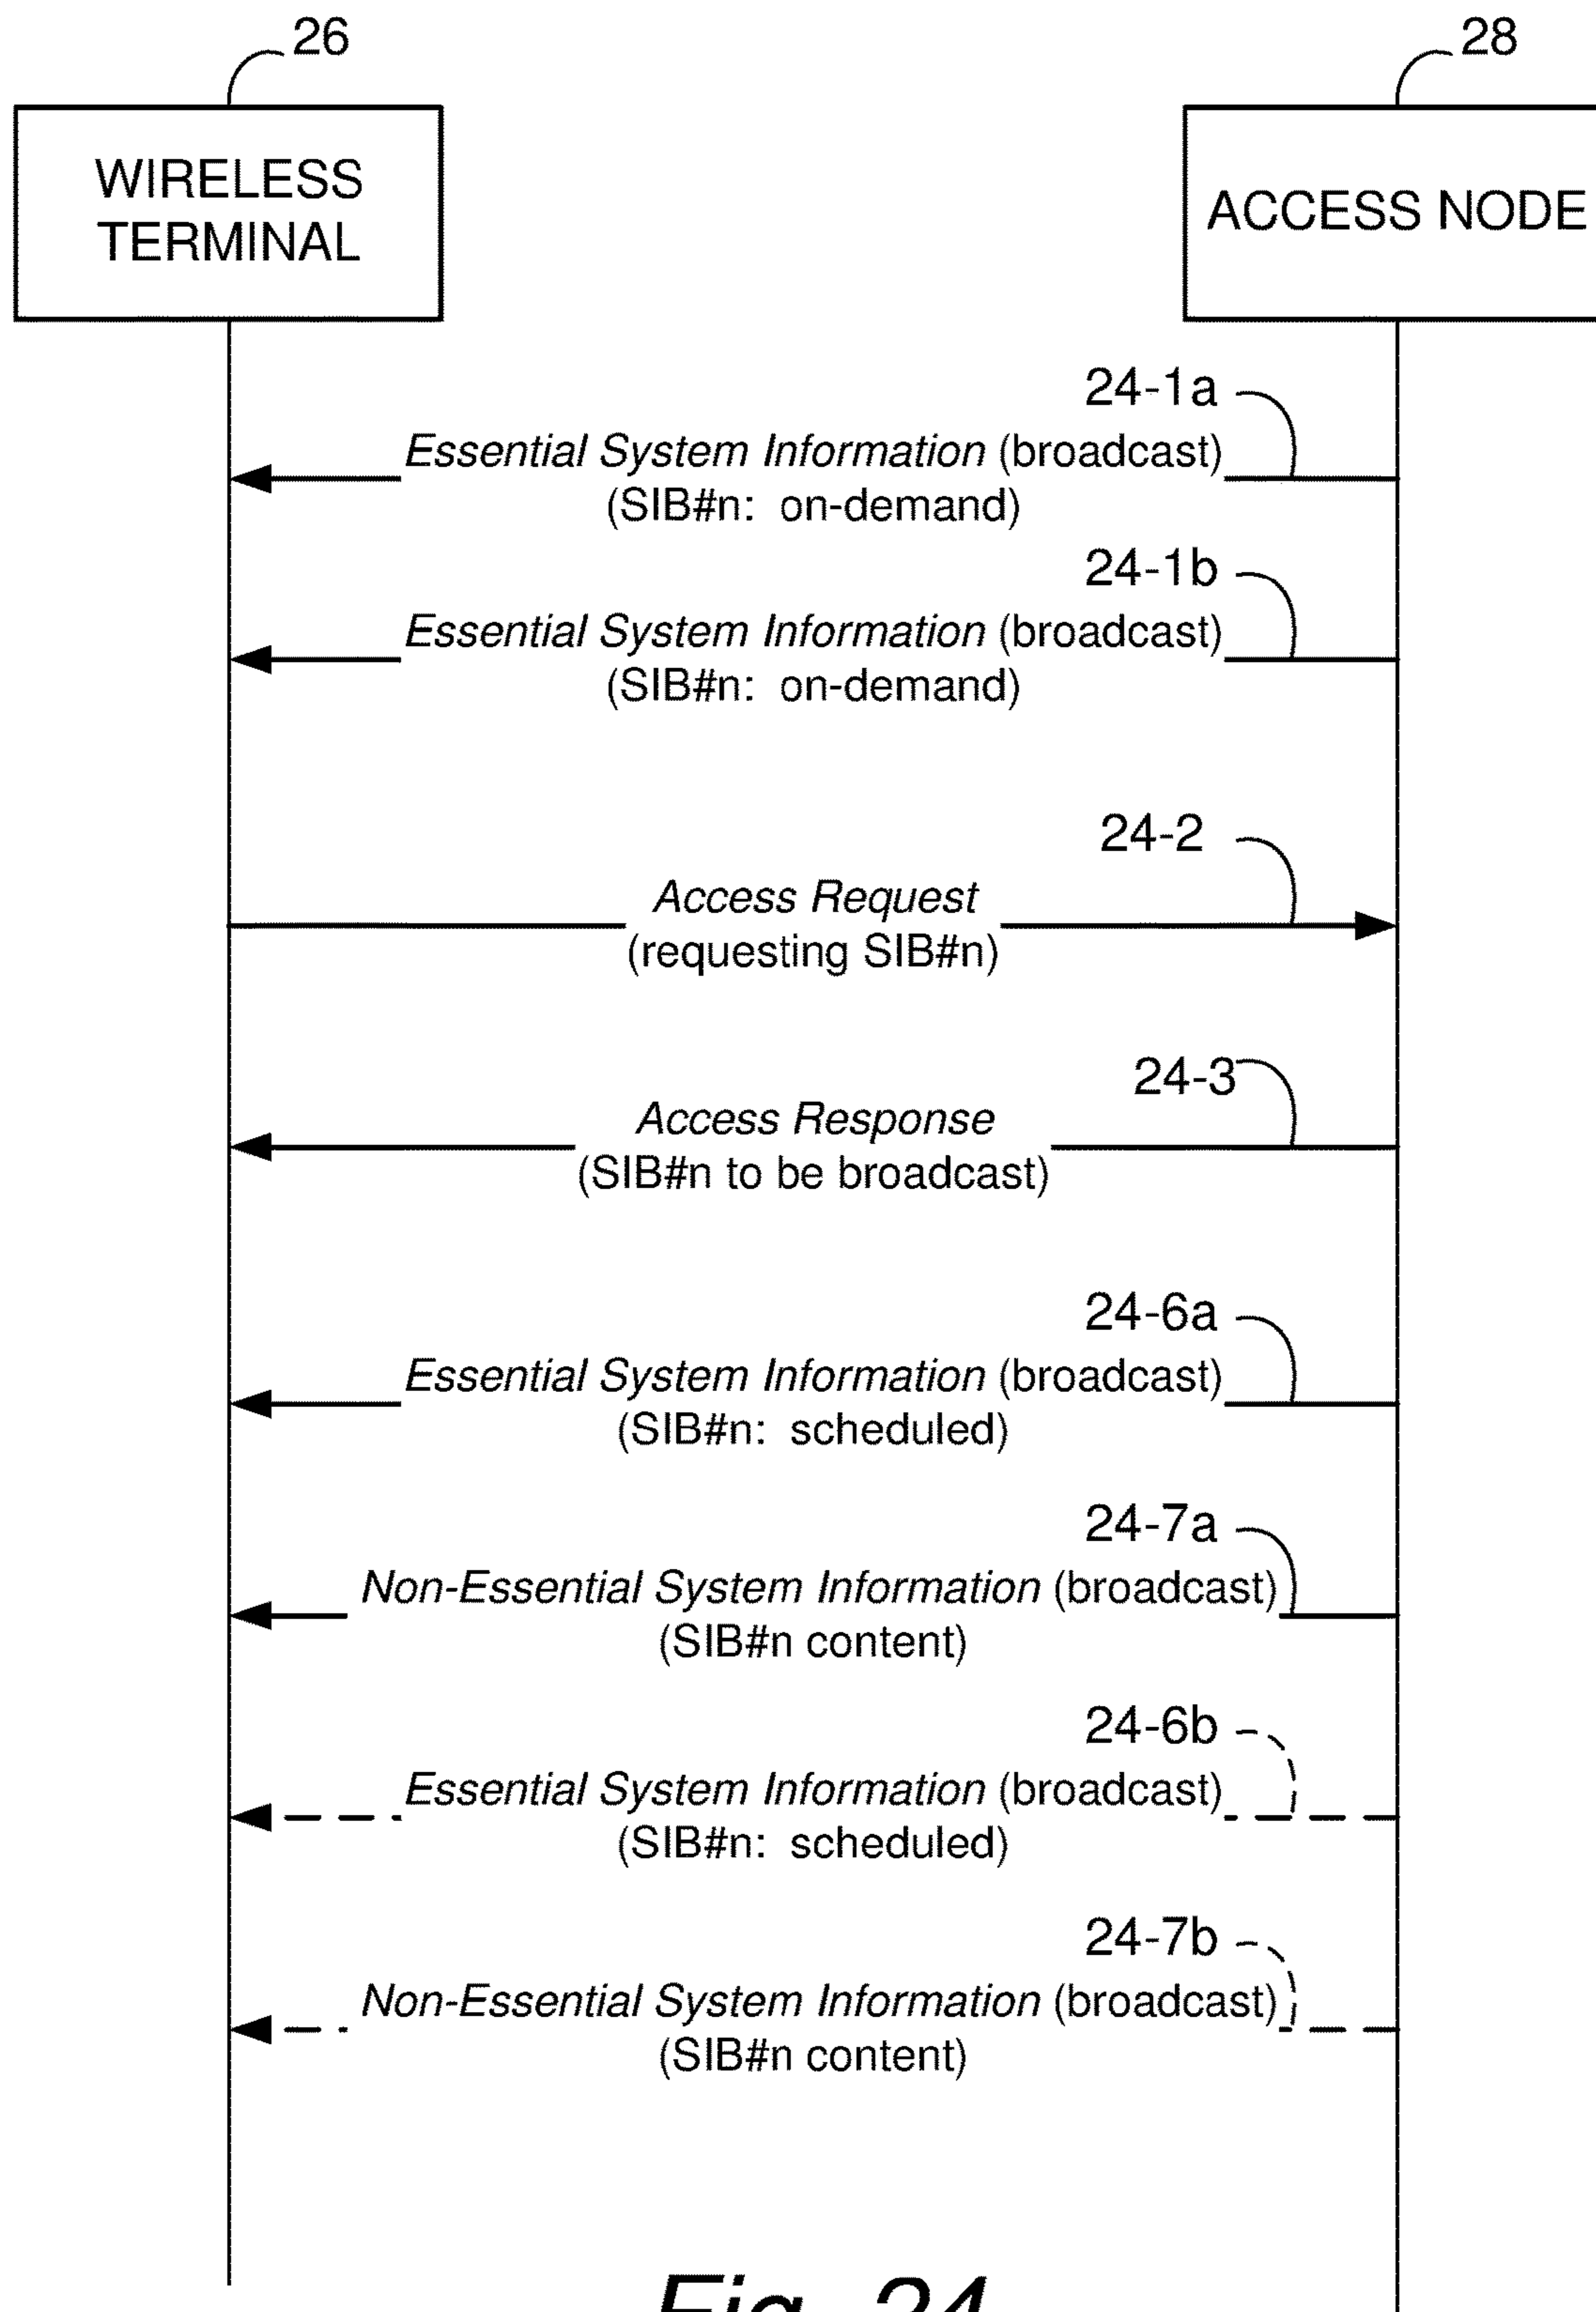 26
28
WIRELESS
TERMINAL
ACCESS NODE
24-1a
Essential System Information (broadcast)
(SIB#n: on-demand)
24-1b
Essential System Information (broadcast)
(SIB#n: on-demand)
24-2
Access Request
(requesting SIB#n)
24-3
Access Response
(SIB#n to be broadcast)
24-6a
Essential System Information (broadcast)
(SIB#n: scheduled)
24-7a
Non-Essential System Information (broadcast)
(SIB#n content)
24-6b
Essential System Information (broadcast)
(SIB#n: scheduled)
24-7b
Non-Essential System Information (broadcast)
(SIB#n content)
Fig. 24